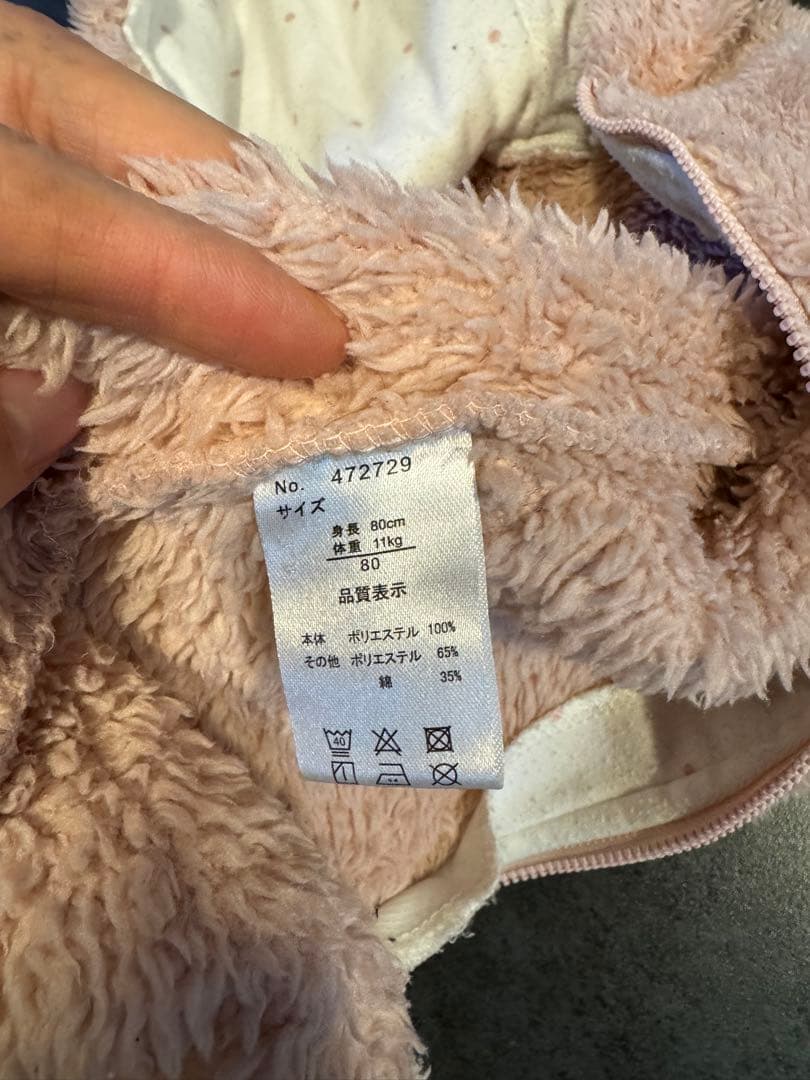 No. 472729
サイズ
身長 80cm
体重 11kg
80
品質表示
本体 ポリエステル 100%
その他 ポリエステル 65%
綿 35%
40